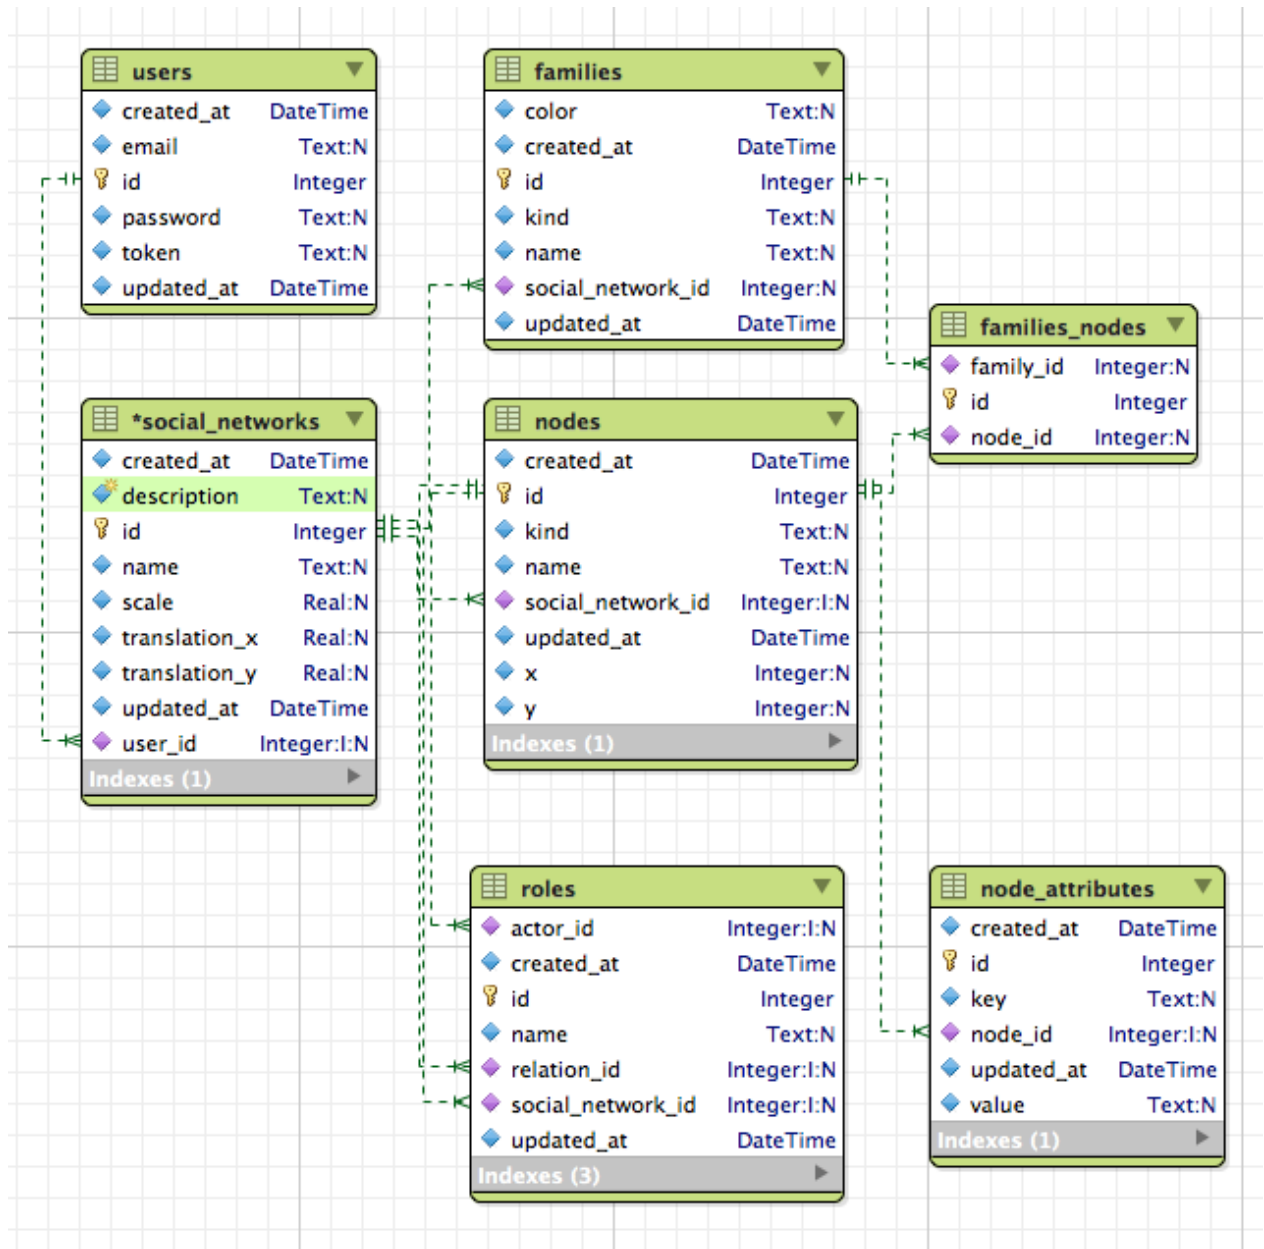 users
created_at DateTime
email Text:N
id Integer
password Text:N
token Text:N
updated_at DateTime
families
color Text:N
created_at DateTime
id Integer
kind Text:N
name Text:N
social_network_id Integer:N
updated_at DateTime
families_nodes
family_id Integer:N
id Integer
node_id Integer:N
*social_networks
created_at DateTime
description Text:N
id Integer
name Text:N
scale Real:N
translation_x Real:N
translation_y Real:N
updated_at DateTime
user_id Integer:I:N
Indexes (1)
nodes
created_at DateTime
id Integer
kind Text:N
name Text:N
social_network_id Integer:I:N
updated_at DateTime
x Integer:N
y Integer:N
Indexes (1)
roles
actor_id Integer:I:N
created_at DateTime
id Integer
name Text:N
relation_id Integer:I:N
social_network_id Integer:I:N
updated_at DateTime
Indexes (3)
node_attributes
created_at DateTime
id Integer
key Text:N
node_id Integer:I:N
updated_at DateTime
value Text:N
Indexes (1)